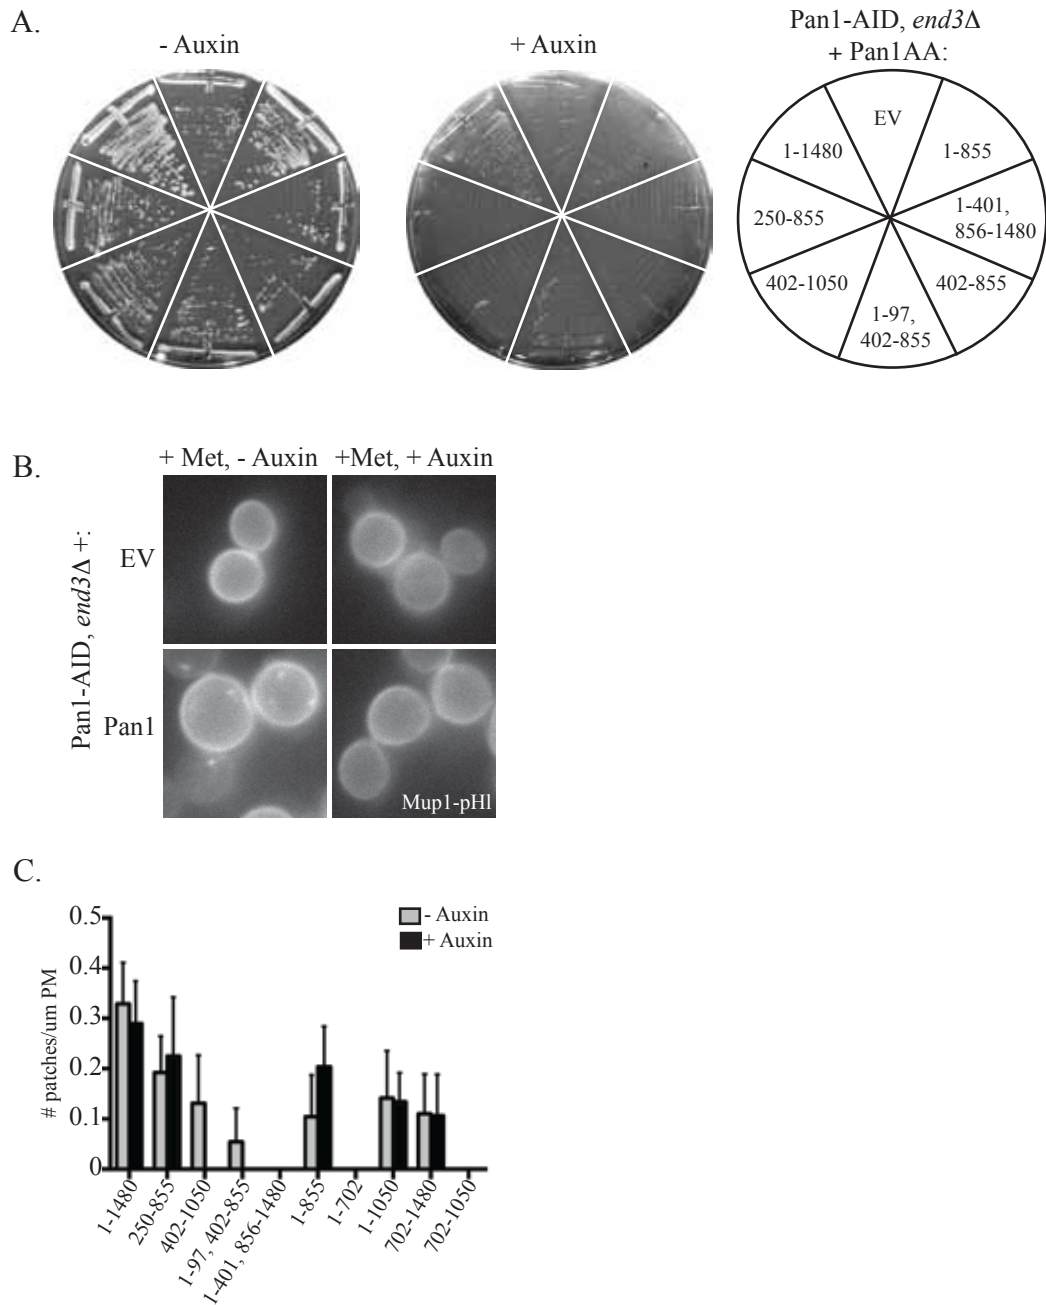 A.
- Auxin
+ Auxin
Pan1-AID, end3Δ
+ Pan1AA:
EV
1-855
1-401,
856-1480
402-855
1-97,
402-855
402-1050
250-855
1-1480
B.
+ Met, - Auxin
+Met, + Auxin
Pan1-AID, end3Δ +:
EV
Pan1
Mup1-pHl
C.
# patches/um PM
0.5
0.4
0.3
0.2
0.1
0
- Auxin
+ Auxin
1-1480
250-855
402-1050
1-97, 402-855
1-401, 856-1480
1-855
1-702
1-1050
702-1480
702-1050